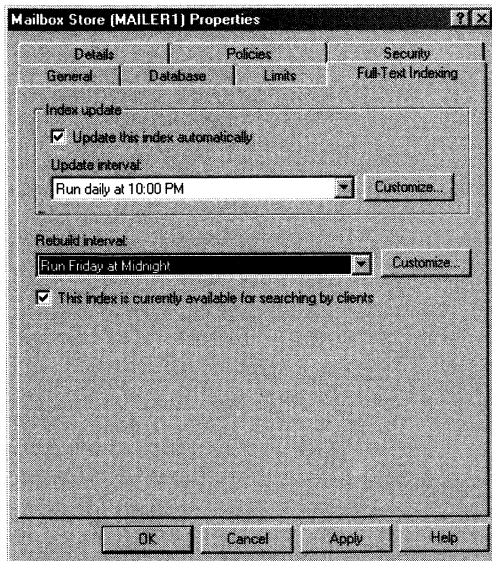 Mailbox Store (MAILER1) Properties
Details Policies Security
General Database Limits Full-Text Indexing
Index update
Update this index automatically
Update interval:
Run daily at 10:00 PM Customize...
Rebuild interval:
Run Friday at Midnight Customize...
This index is currently available for searching by clients
OK Cancel Apply Help